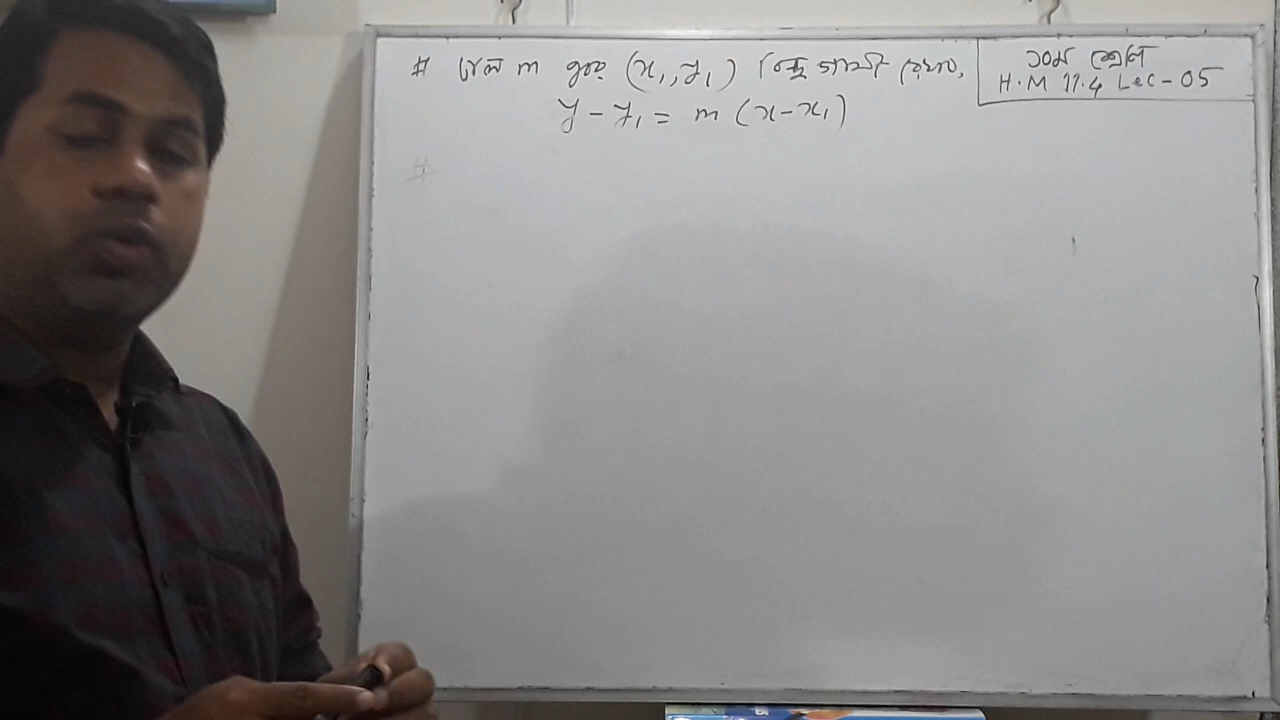 # ঢাল m এবং (x₁, y₁) বিন্দু গামী রেখা,
y - y₁ = m (x - x₁)
#
১০ম শ্রেণি
H.M 11.4 Lec - 05